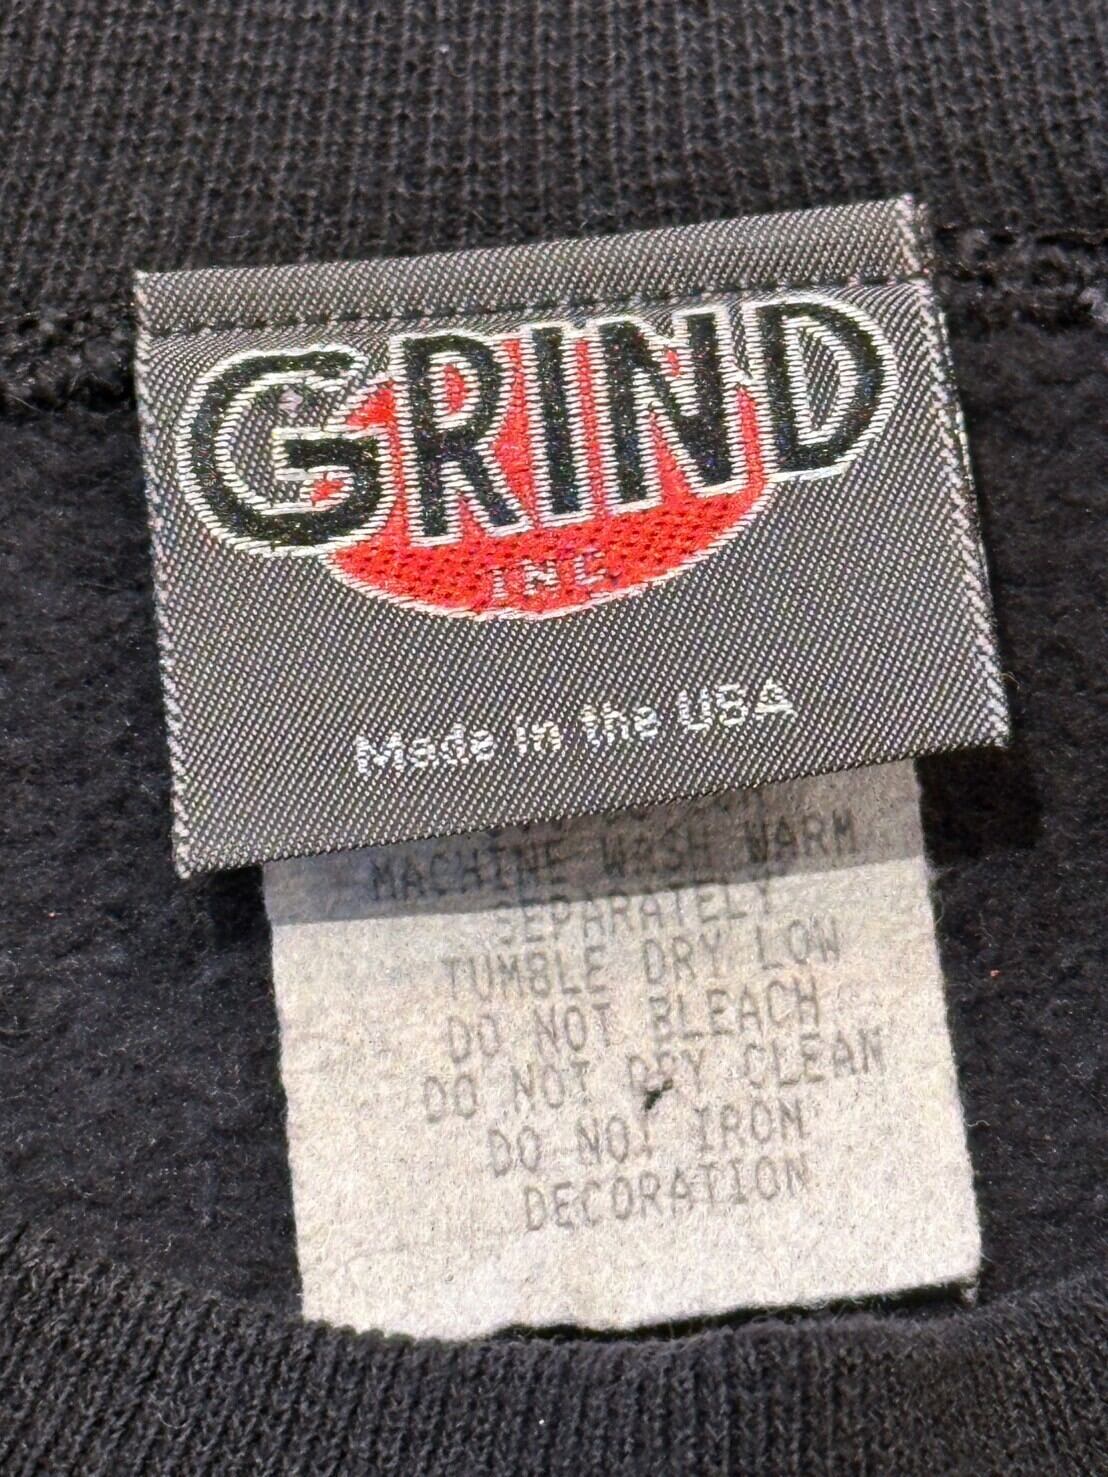 GRIND
INC.
Made in the USA
MACHINE WASH WARM
SEPARATELY
TUMBLE DRY LOW
DO NOT BLEACH
DO NOT DRY CLEAN
DO NOT IRON
DECORATION